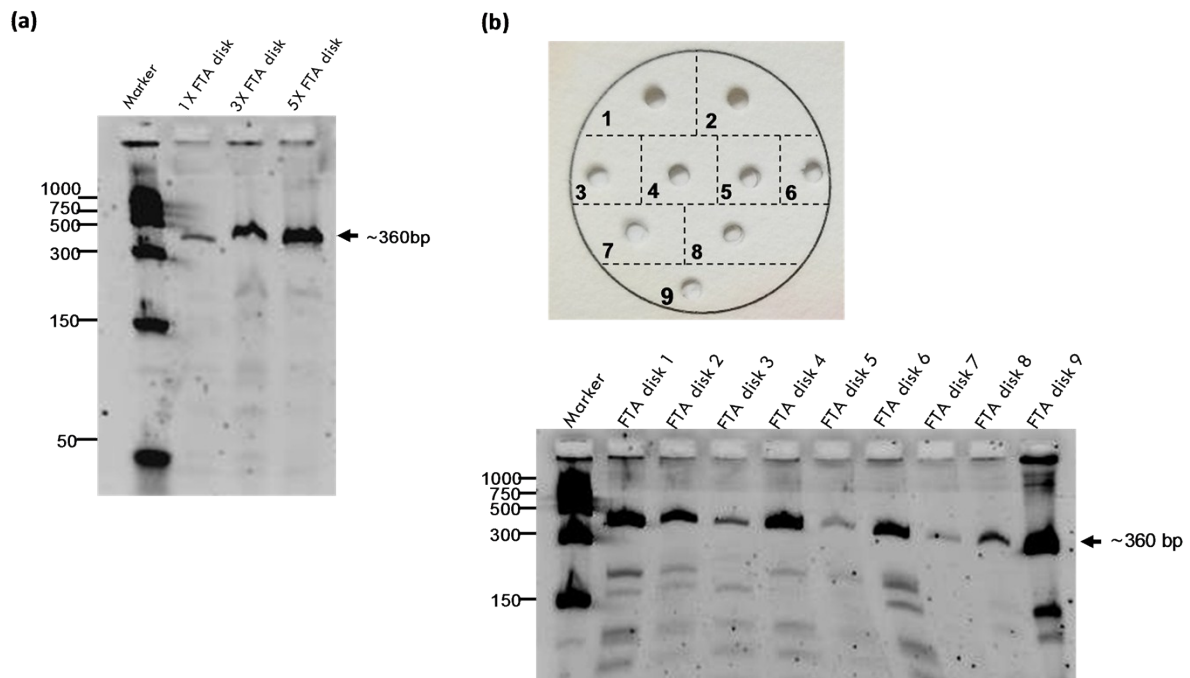 (a)
Marker
1X FTA disk
3X FTA disk
5X FTA disk
1000
750
500
300
150
50
~360bp
(b)
1
2
3
4
5
6
7
8
9
Marker
FTA disk 1
FTA disk 2
FTA disk 3
FTA disk 4
FTA disk 5
FTA disk 6
FTA disk 7
FTA disk 8
FTA disk 9
1000
750
500
300
150
~360 bp